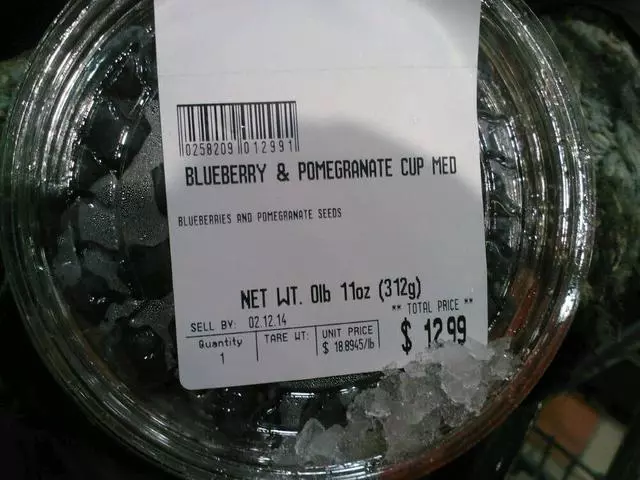 0258209 012991
BLUEBERRY & POMEGRANATE CUP MED
BLUEBERRIES AND POMEGRANATE SEEDS
NET WT. 0lb 11oz (312g)
SELL BY: 02.12.14
** TOTAL PRICE **
Quantity TARE WT: UNIT PRICE
1 $ 18.8945/lb
$ 12.99